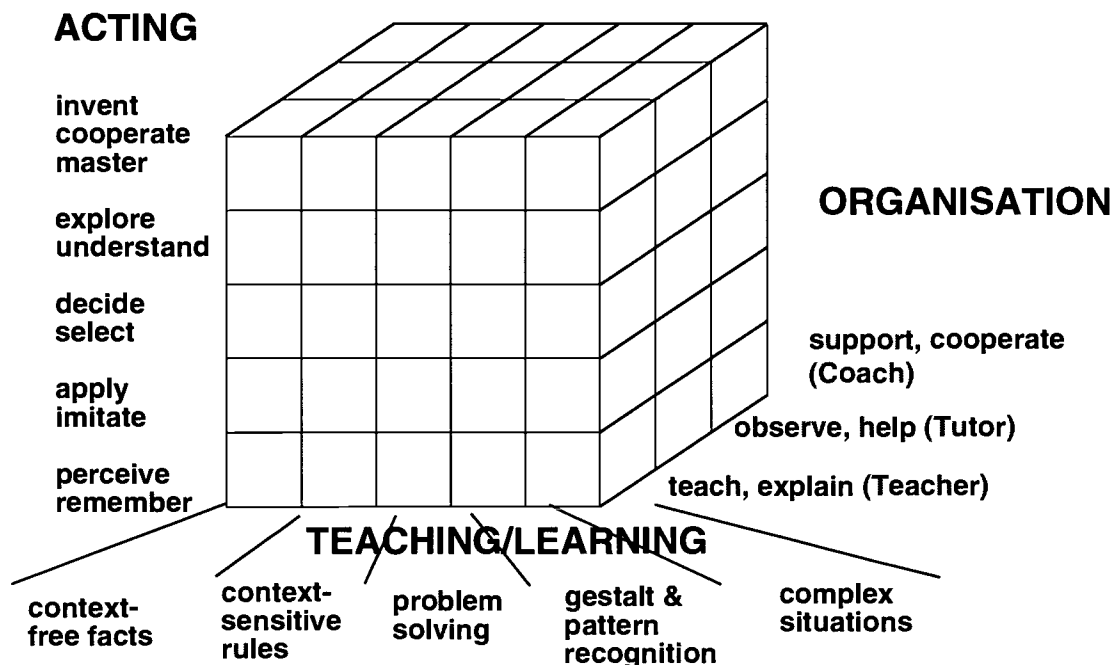 ACTING
invent
cooperate
master
explore
understand
decide
select
apply
imitate
perceive
remember
ORGANISATION
support, cooperate
(Coach)
observe, help (Tutor)
teach, explain (Teacher)
TEACHING/LEARNING
context-
free facts
context-
sensitive
rules
problem
solving
gestalt &
pattern
recognition
complex
situations